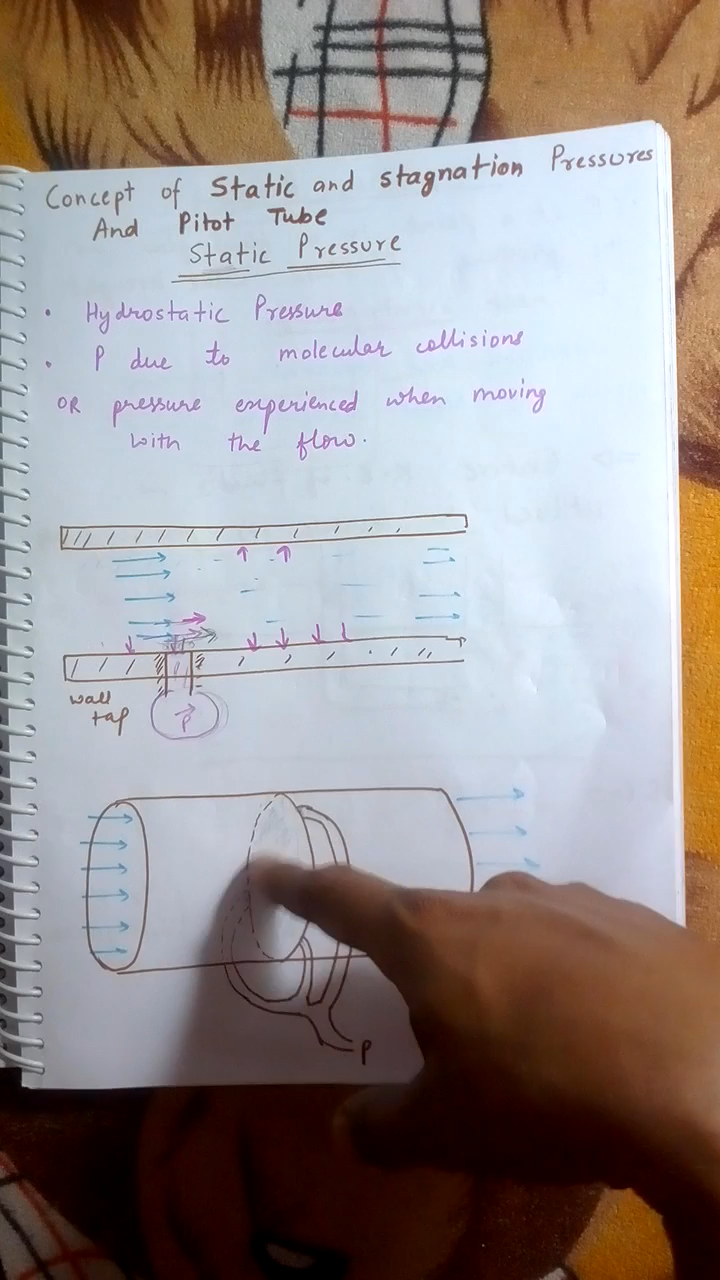 Concept of Static and stagnation Pressures
And Pitot Tube
Static Pressure
• Hydrostatic Pressure
• P due to molecular collisions
OR pressure experienced when moving
with the flow.
wall
tap
P
P